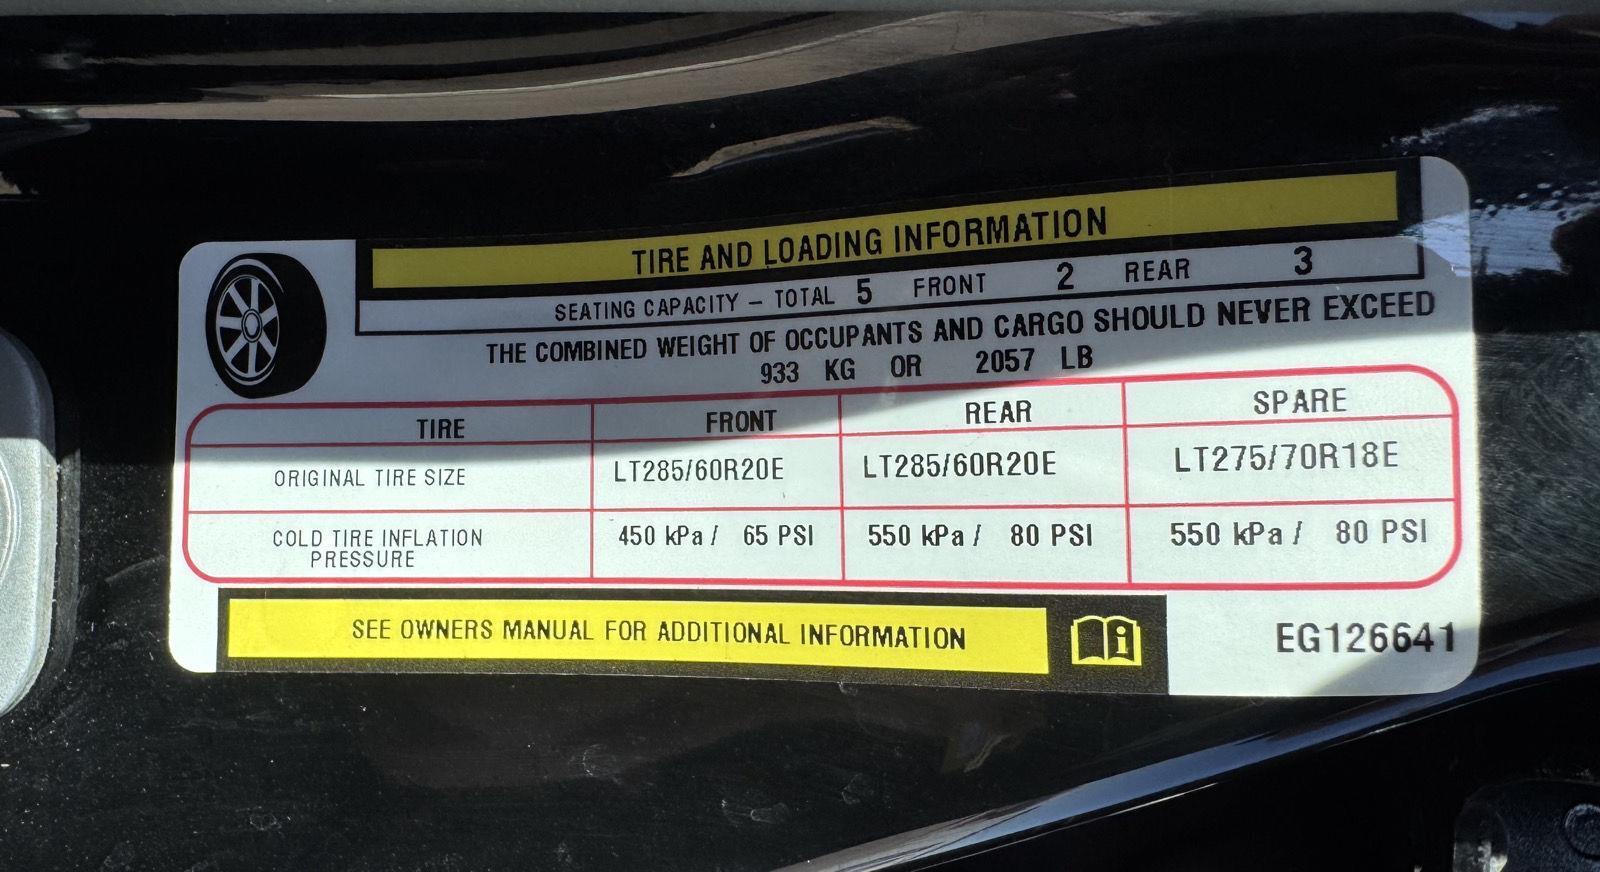 TIRE AND LOADING INFORMATION
SEATING CAPACITY – TOTAL 5 FRONT 2 REAR 3
THE COMBINED WEIGHT OF OCCUPANTS AND CARGO SHOULD NEVER EXCEED
933 KG OR 2057 LB
TIRE FRONT REAR SPARE
ORIGINAL TIRE SIZE LT285/60R20E LT285/60R20E LT275/70R18E
COLD TIRE INFLATION PRESSURE 450 kPa / 65 PSI 550 kPa / 80 PSI 550 kPa / 80 PSI
SEE OWNERS MANUAL FOR ADDITIONAL INFORMATION
EG126641